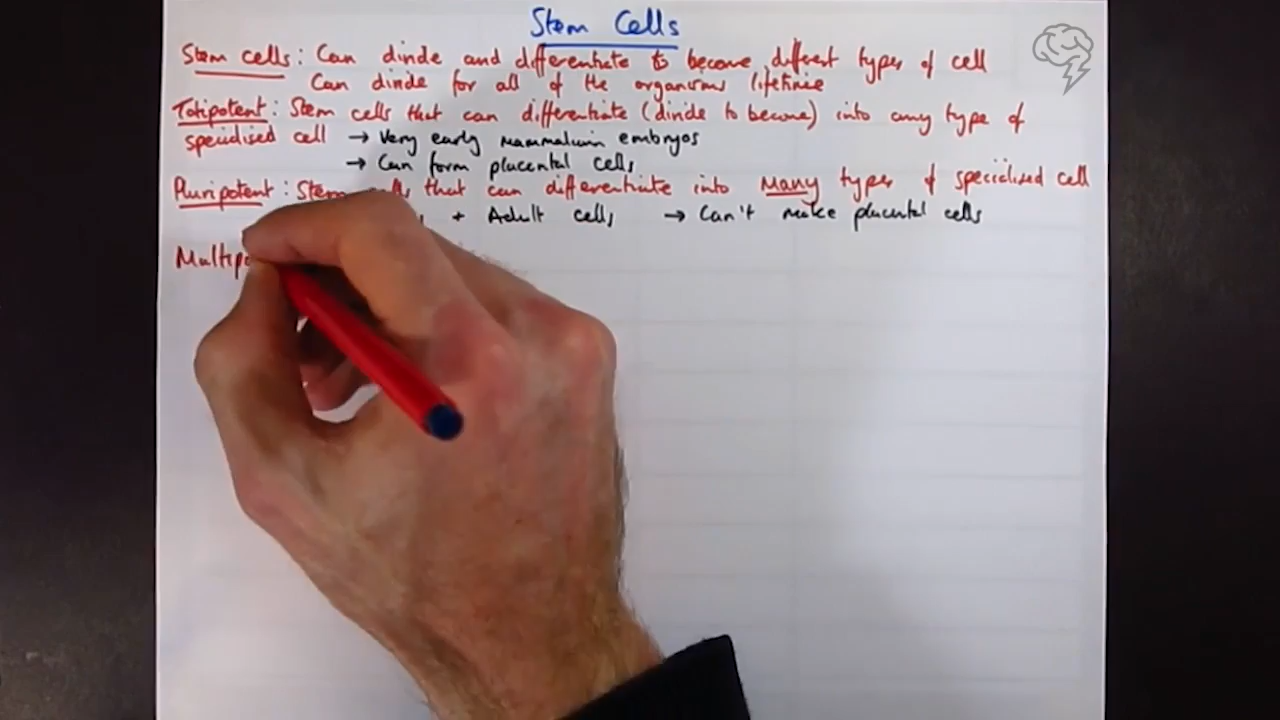 Stem Cells
Stem cells: Can divide and differentiate to become different types of cell
Can divide for all of the organisms lifetime
Totipotent: Stem cells that can differentiate (divide to become) into any type of
specialised cell → Very early mammalian embryos
→ Can form placental cells
Pluripotent: Stem cells that can differentiate into Many types of specialised cell
+ Adult cells → Can't make placental cells
Multipo